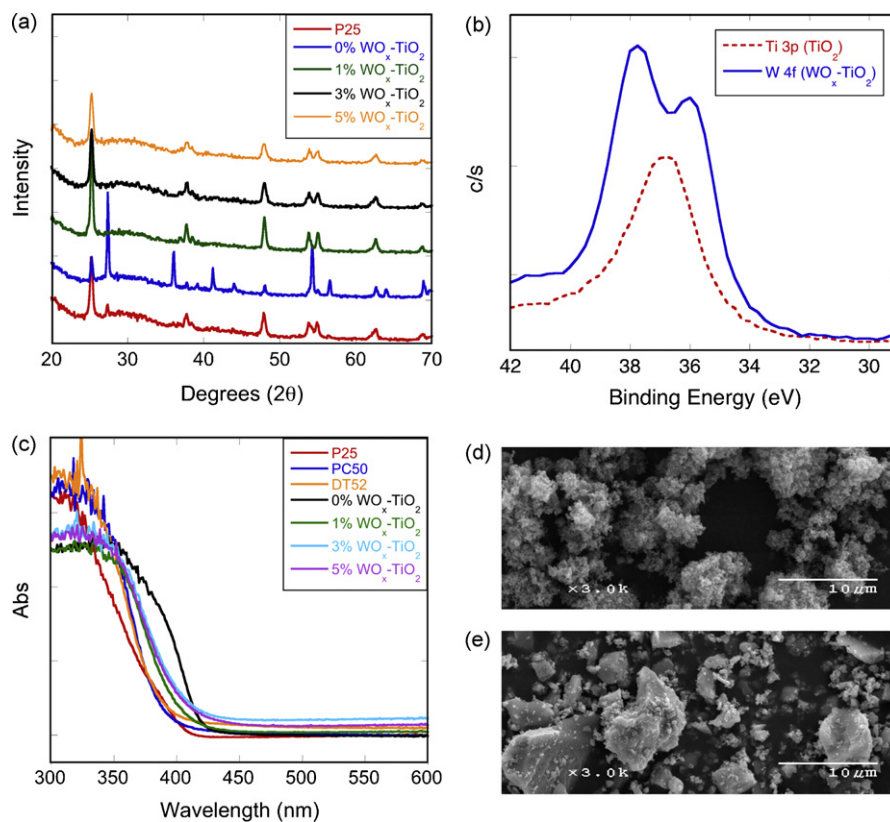 (a)
P25
0% WOₓ-TiO₂
1% WOₓ-TiO₂
3% WOₓ-TiO₂
5% WOₓ-TiO₂
Intensity
20 30 40 50 60 70
Degrees (2θ)
(b)
Ti 3p (TiO₂)
W 4f (WOₓ-TiO₂)
c/s
42 40 38 36 34 32 30
Binding Energy (eV)
(c)
P25
PC50
DT52
0% WOₓ-TiO₂
1% WOₓ-TiO₂
3% WOₓ-TiO₂
5% WOₓ-TiO₂
Abs
300 350 400 450 500 550 600
Wavelength (nm)
(d)
×3.0k 10µm
(e)
×3.0k 10µm